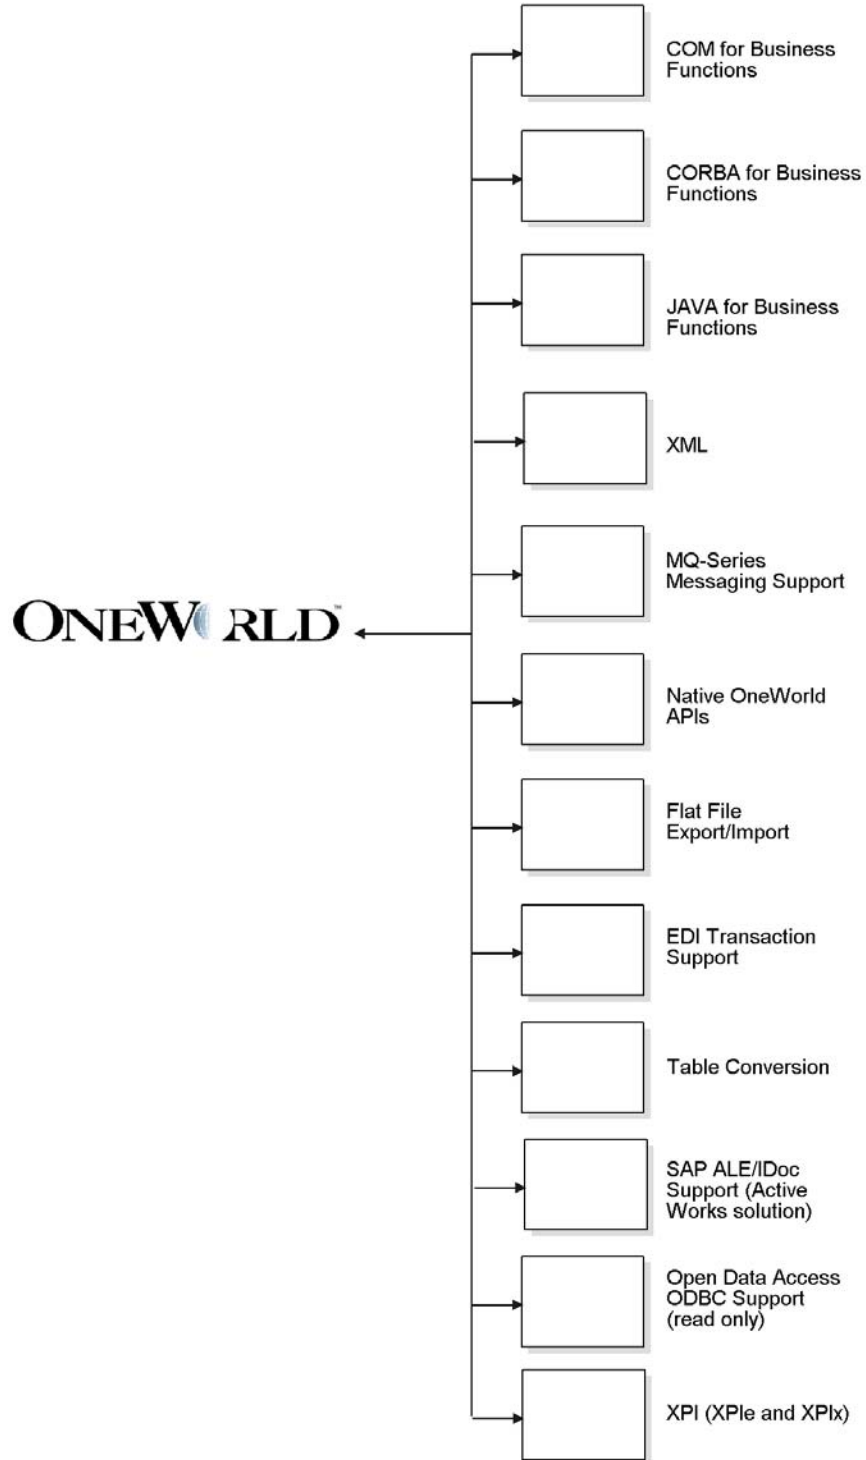 COM for Business
Functions
CORBA for Business
Functions
JAVA for Business
Functions
XML
MQ-Series
Messaging Support
ONEWORLD™
Native OneWorld
APIs
Flat File
Export/Import
EDI Transaction
Support
Table Conversion
SAP ALE/IDoc
Support (Active
Works solution)
Open Data Access
ODBC Support
(read only)
XPI (XPIe and XPIx)